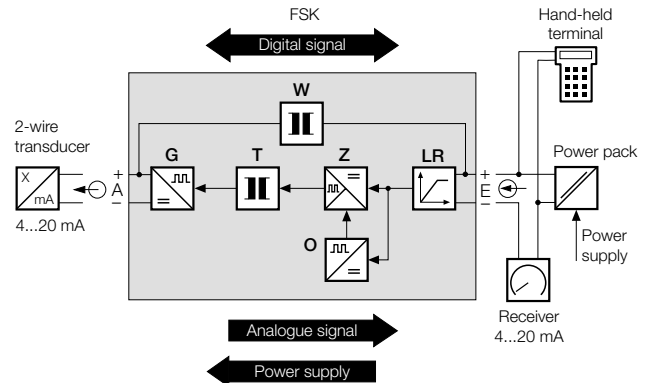 FSK
Digital signal
Hand-held
terminal
W
2-wire
transducer
G
T
Z
LR
Power pack
+
+
X
mA
A
E
−
−
4...20 mA
O
Power
supply
Analogue signal
Receiver
4...20 mA
Power supply